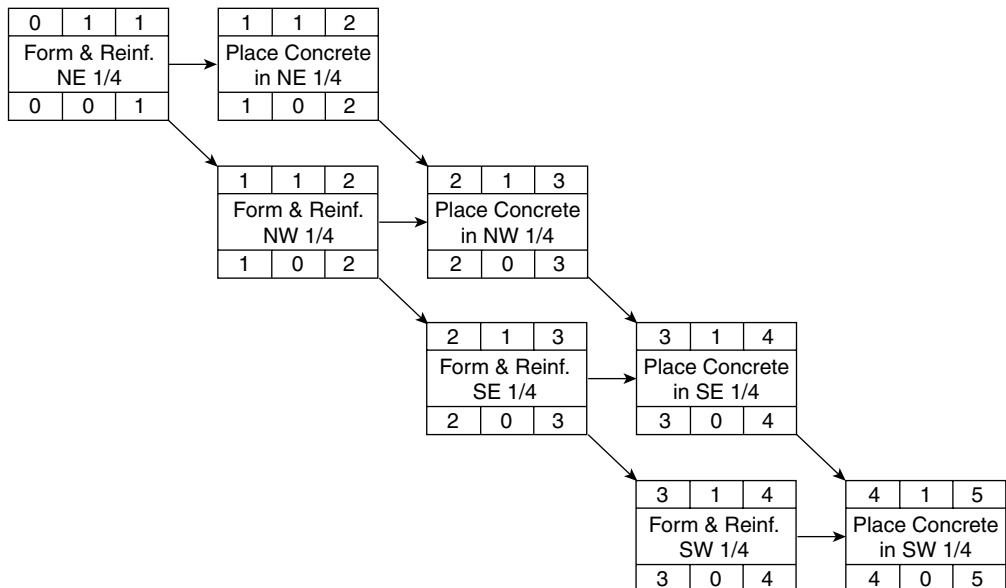 0 1 1
Form & Reinf.
NE 1/4
0 0 1
1 1 2
Place Concrete
in NE 1/4
1 0 2
1 1 2
Form & Reinf.
NW 1/4
1 0 2
2 1 3
Place Concrete
in NW 1/4
2 0 3
2 1 3
Form & Reinf.
SE 1/4
2 0 3
3 1 4
Place Concrete
in SE 1/4
3 0 4
3 1 4
Form & Reinf.
SW 1/4
3 0 4
4 1 5
Place Concrete
in SW 1/4
4 0 5